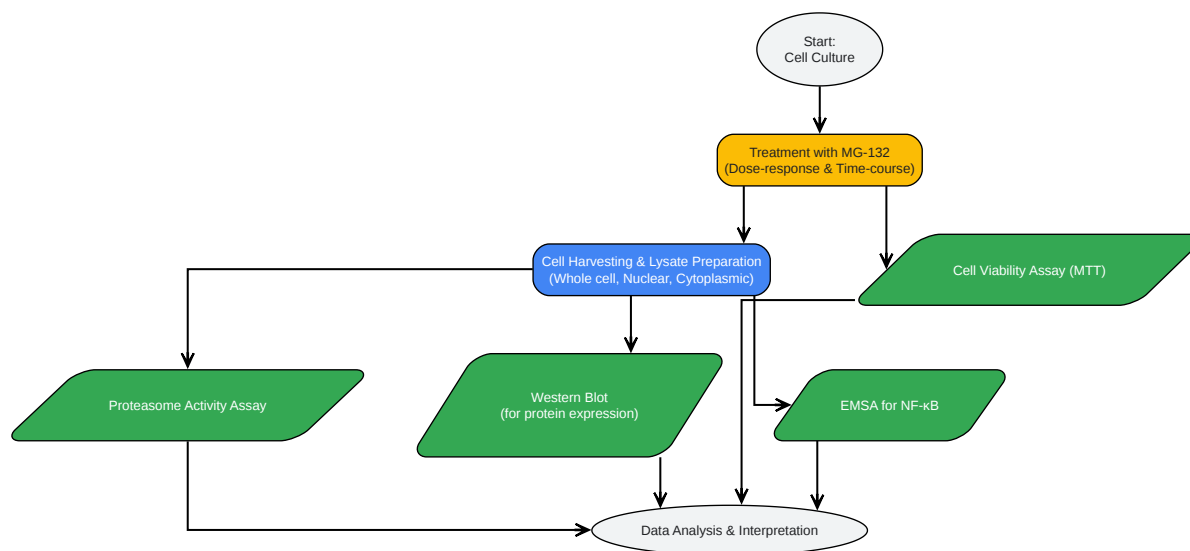 Start:
Cell Culture
Treatment with MG-132
(Dose-response & Time-course)
Cell Harvesting & Lysate Preparation
(Whole cell, Nuclear, Cytoplasmic)
Cell Viability Assay (MTT)
Proteasome Activity Assay
Western Blot
(for protein expression)
EMSA for NF-κB
Data Analysis & Interpretation